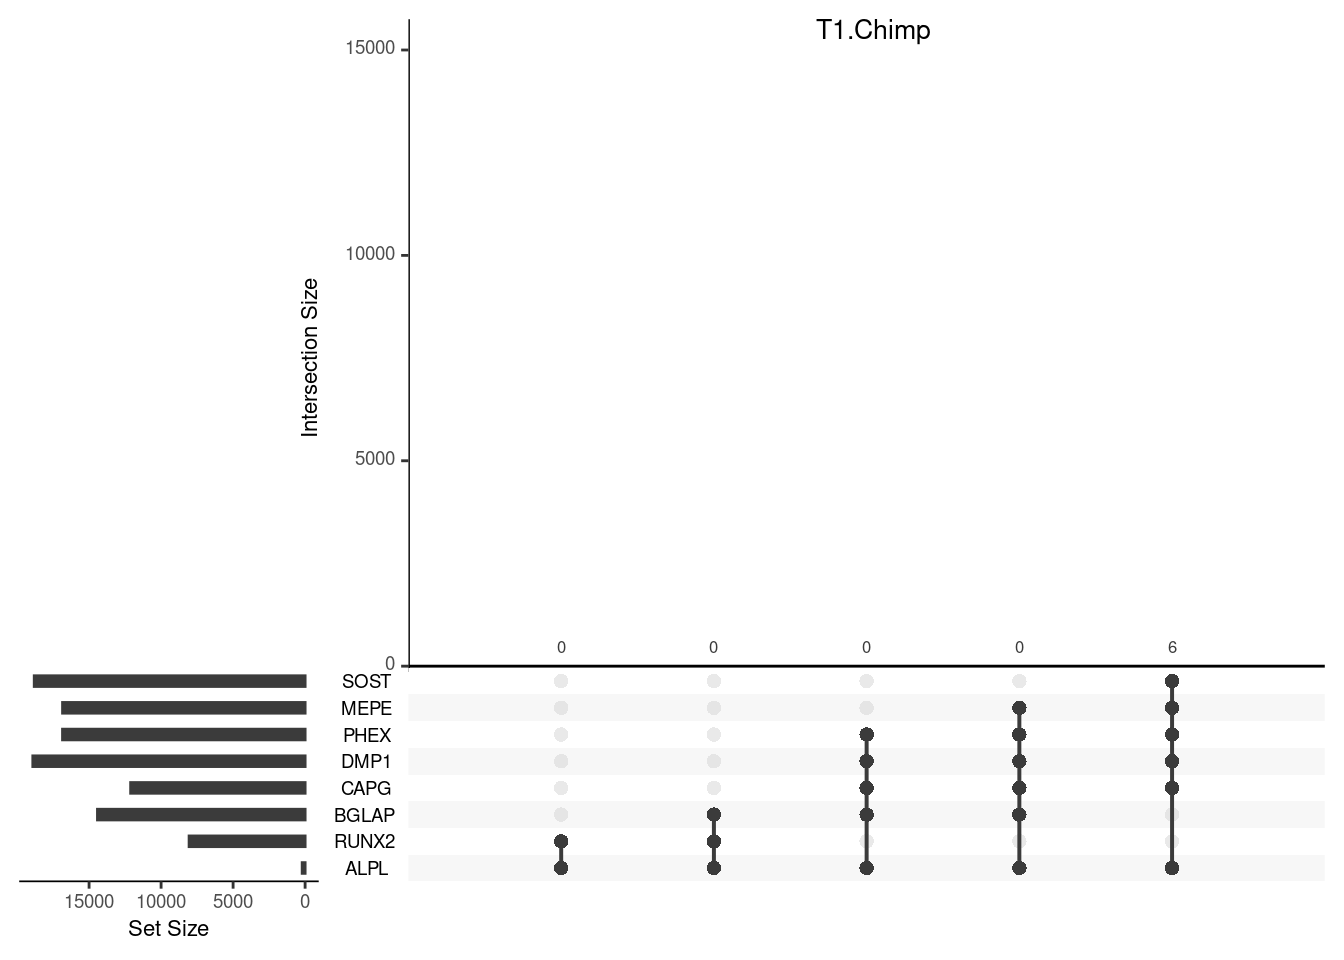 T1.Chimp
15000
10000
5000
0
Intersection Size
0 0 0 0 6
SOST
MEPE
PHEX
DMP1
CAPG
BGLAP
RUNX2
ALPL
15000 10000 5000 0
Set Size